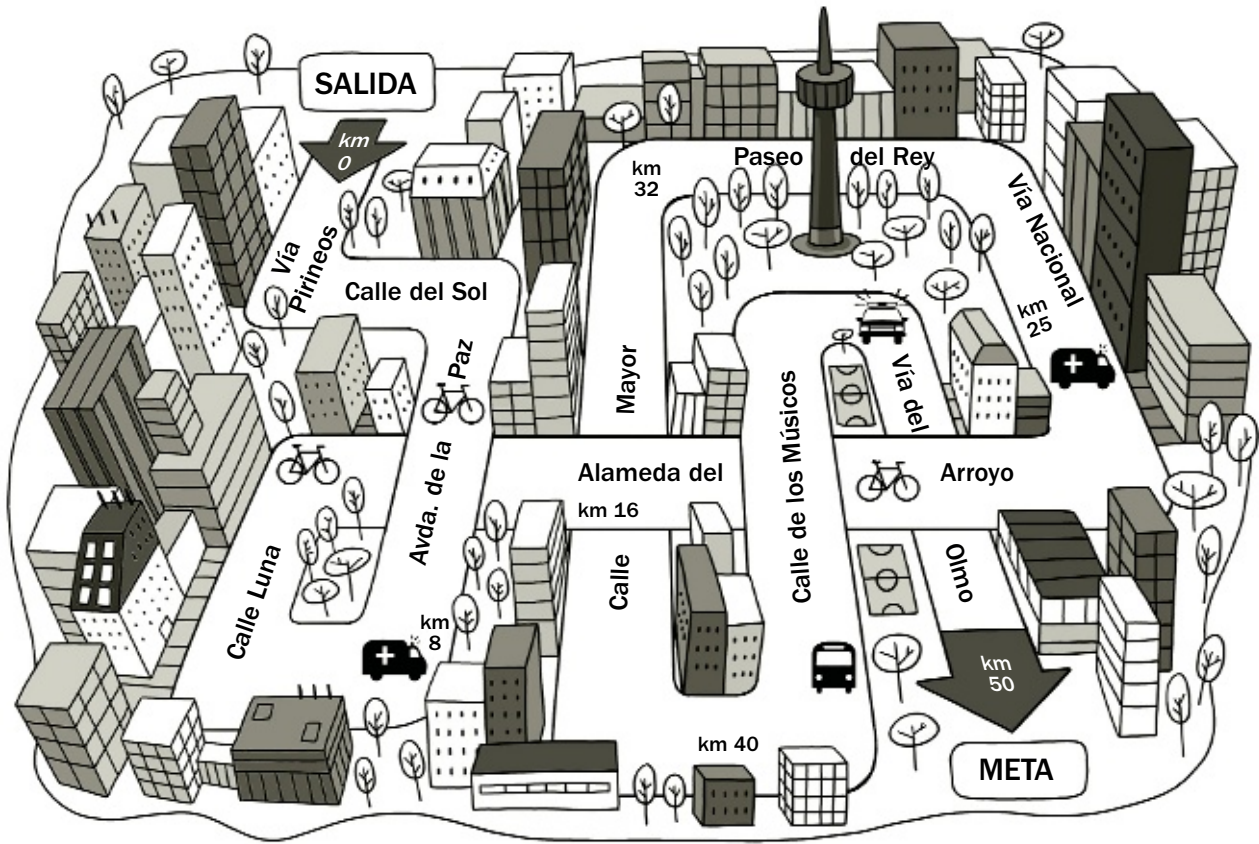 SALIDA
km
0
Paseo del Rey
km
32
Vía Nacional
Vía
Pirineos
Calle del Sol
km
25
Paz
Mayor
Calle de los Músicos
Vía del
Avda. de la
Alameda del
Arroyo
km 16
Calle Luna
Calle
Olmo
km
8
km
50
km 40
META